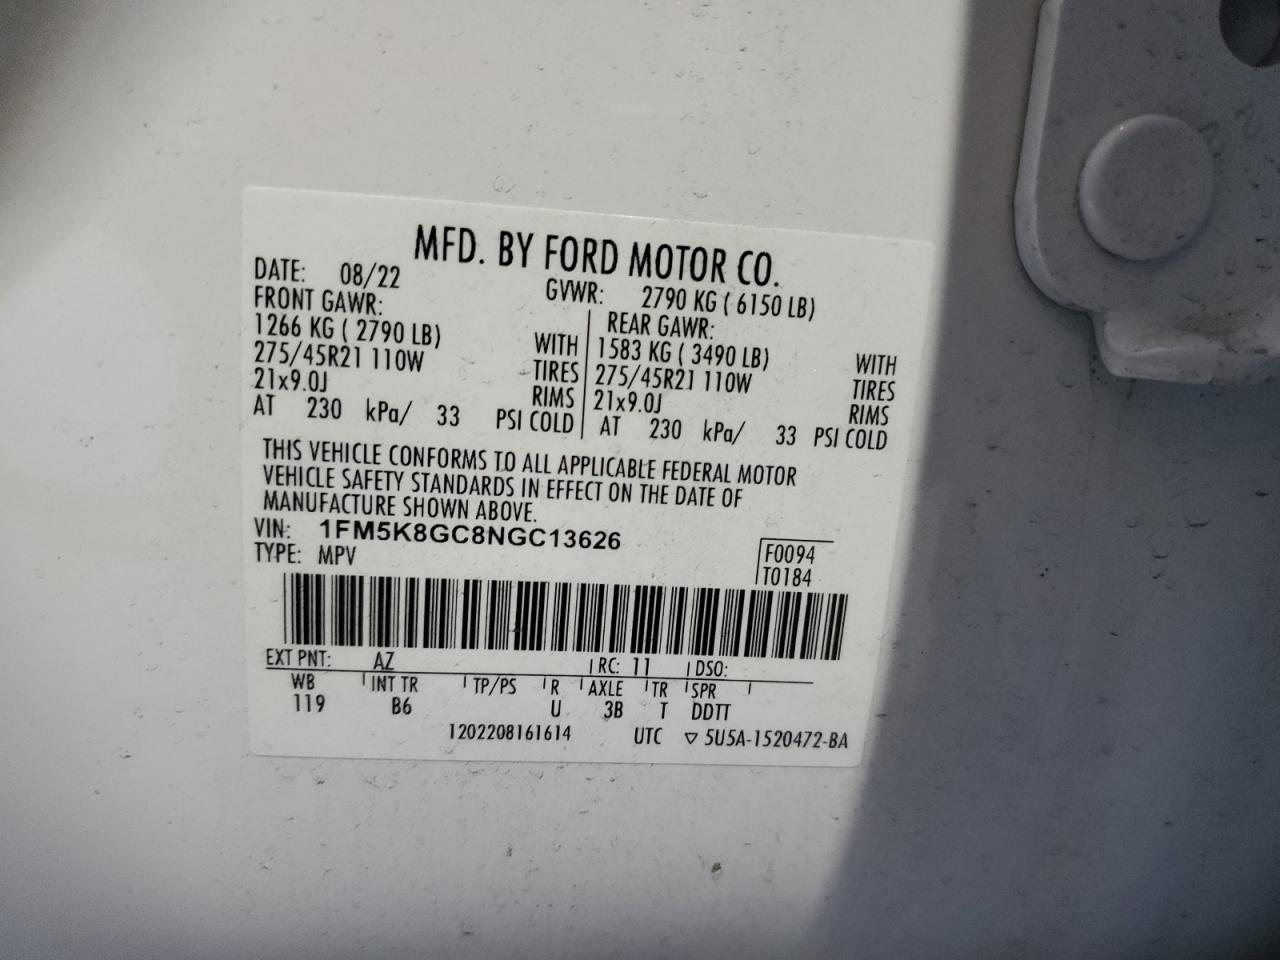 MFD. BY FORD MOTOR CO.
DATE: 08/22 GVWR: 2790 KG ( 6150 LB)
FRONT GAWR: REAR GAWR:
1266 KG ( 2790 LB) WITH 1583 KG ( 3490 LB) WITH
275/45R21 110W TIRES 275/45R21 110W TIRES
21x9.0J RIMS 21x9.0J RIMS
AT 230 kPa/ 33 PSI COLD AT 230 kPa/ 33 PSI COLD
THIS VEHICLE CONFORMS TO ALL APPLICABLE FEDERAL MOTOR
VEHICLE SAFETY STANDARDS IN EFFECT ON THE DATE OF
MANUFACTURE SHOWN ABOVE.
VIN: 1FM5K8GC8NGC13626
TYPE: MPV
F0094
T0184
EXT PNT: AZ RC: 11 DSO:
WB INT TR TP/PS R AXLE TR SPR
119 B6 U 3B T DDTT
1202208161614 UTC ▽ 5U5A-1520472-BA